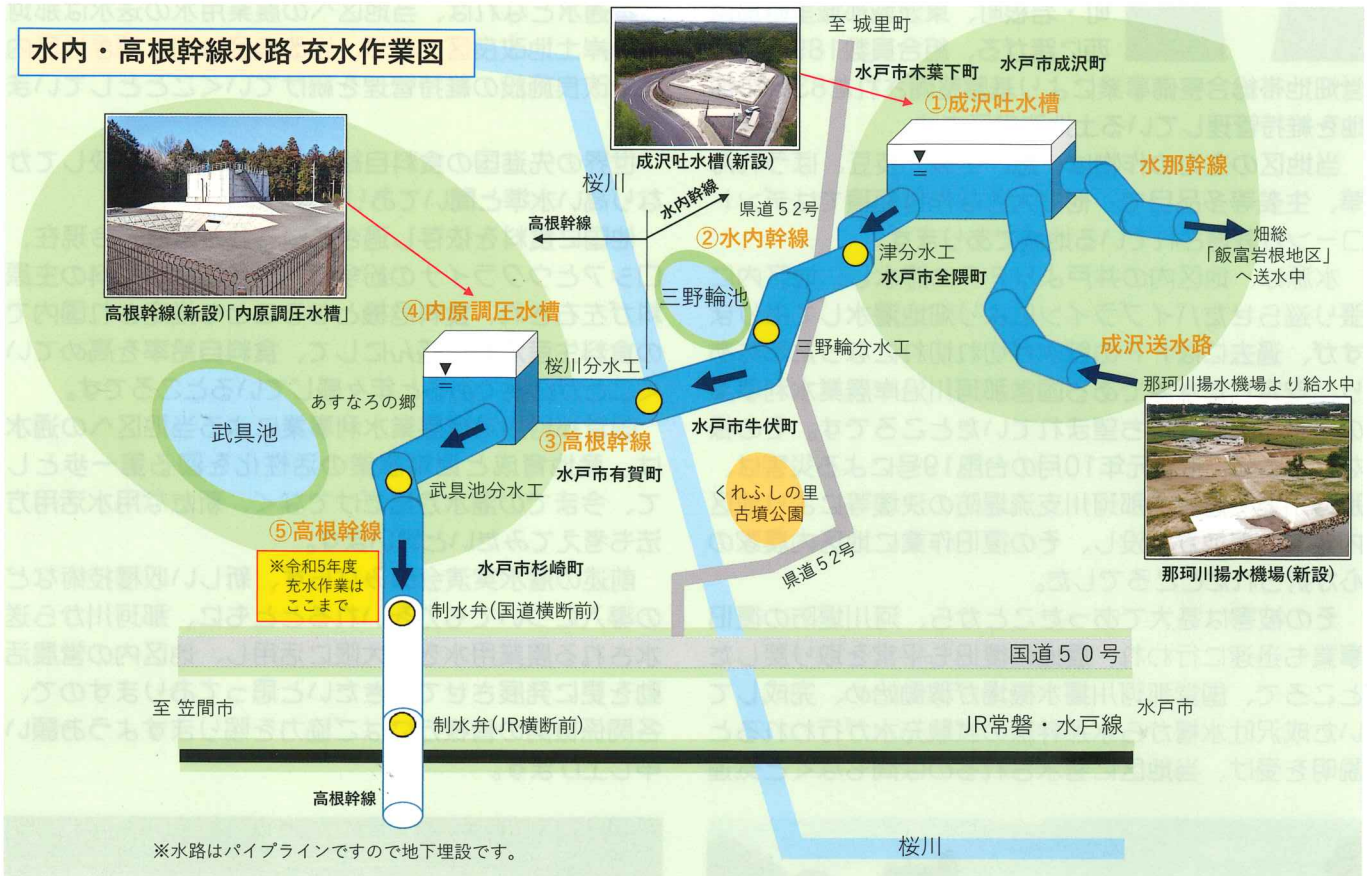 水内・高根幹線水路 充水作業図
至 城里町
水戸市木葉下町
水戸市成沢町
①成沢吐水槽
成沢吐水槽(新設)
水那幹線
畑総
「飯富岩根地区」
へ送水中
桜川
水内幹線
高根幹線
県道52号
②水内幹線
津分水工
水戸市全隈町
三野輪池
三野輪分水工
成沢送水路
那珂川揚水機場より給水中
那珂川揚水機場(新設)
高根幹線(新設)「内原調圧水槽」
④内原調圧水槽
桜川分水工
あすなろの郷
武具池
③高根幹線
水戸市牛伏町
水戸市有賀町
武具池分水工
くれふしの里
古墳公園
⑤高根幹線
※令和5年度
充水作業は
ここまで
水戸市杉崎町
県道52号
制水弁(国道横断前)
国道50号
至 笠間市
制水弁(JR横断前)
JR常磐・水戸線
水戸市
高根幹線
※水路はパイプラインですので地下埋設です。
桜川